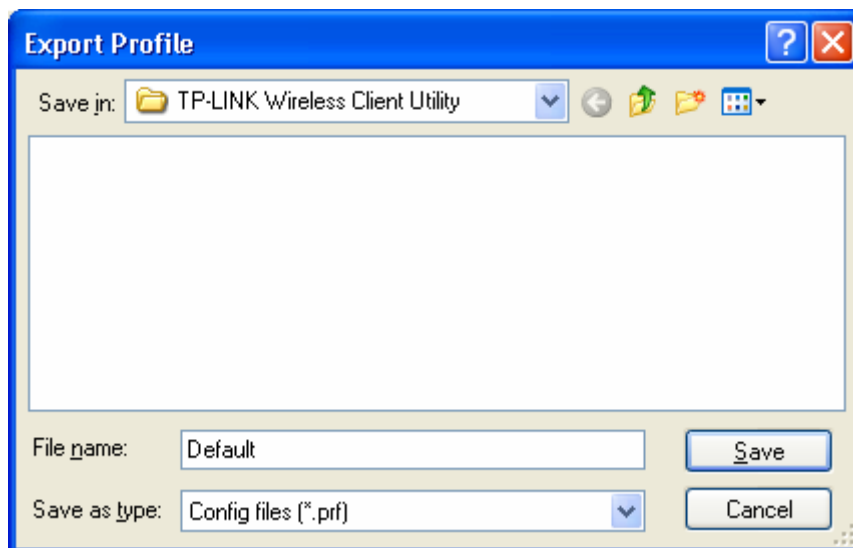 Export Profile
Save in: TP-LINK Wireless Client Utility
File name: Default
Save
Save as type: Config files (*.prf)
Cancel